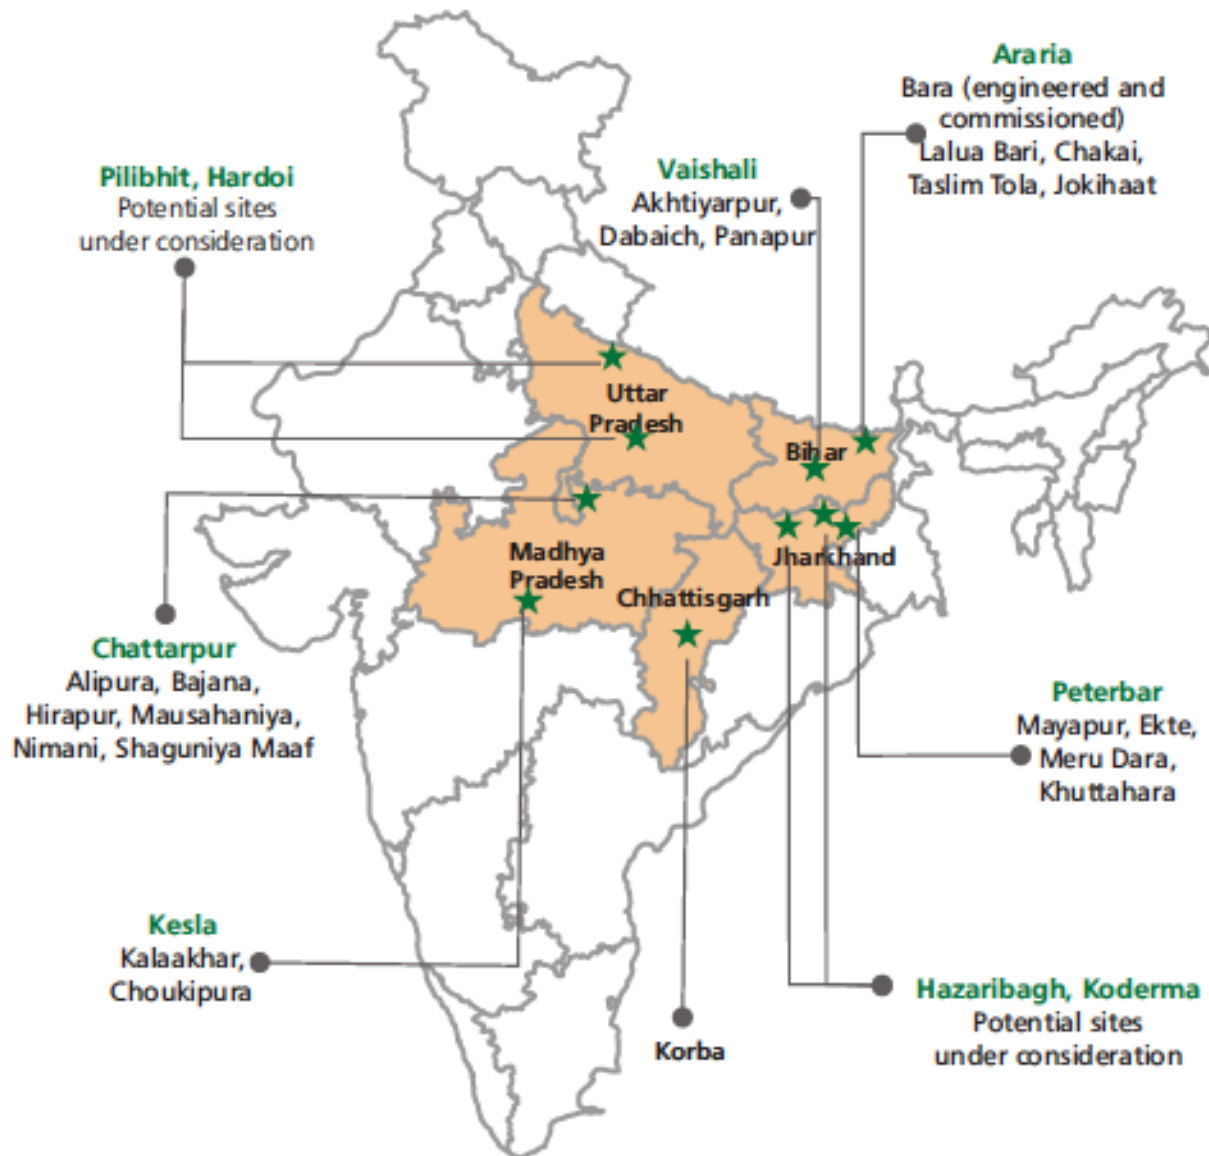 Araria
Bara (engineered and
commissioned)
Lalua Bari, Chakai,
Taslim Tola, Jokihaat
Vaishali
Akhtiyarpur,
Dabaich, Panapur
Pilibhit, Hardoi
Potential sites
under consideration
Uttar
Pradesh
Bihar
Madhya
Pradesh
Jharkhand
Chhattisgarh
Chattarpur
Alipura, Bajana,
Hirapur, Mausahaniya,
Nimani, Shaguniya Maaf
Peterbar
Mayapur, Ekte,
Meru Dara,
Khuttahara
Kesla
Kalaakhar,
Choukipura
Korba
Hazaribagh, Koderma
Potential sites
under consideration